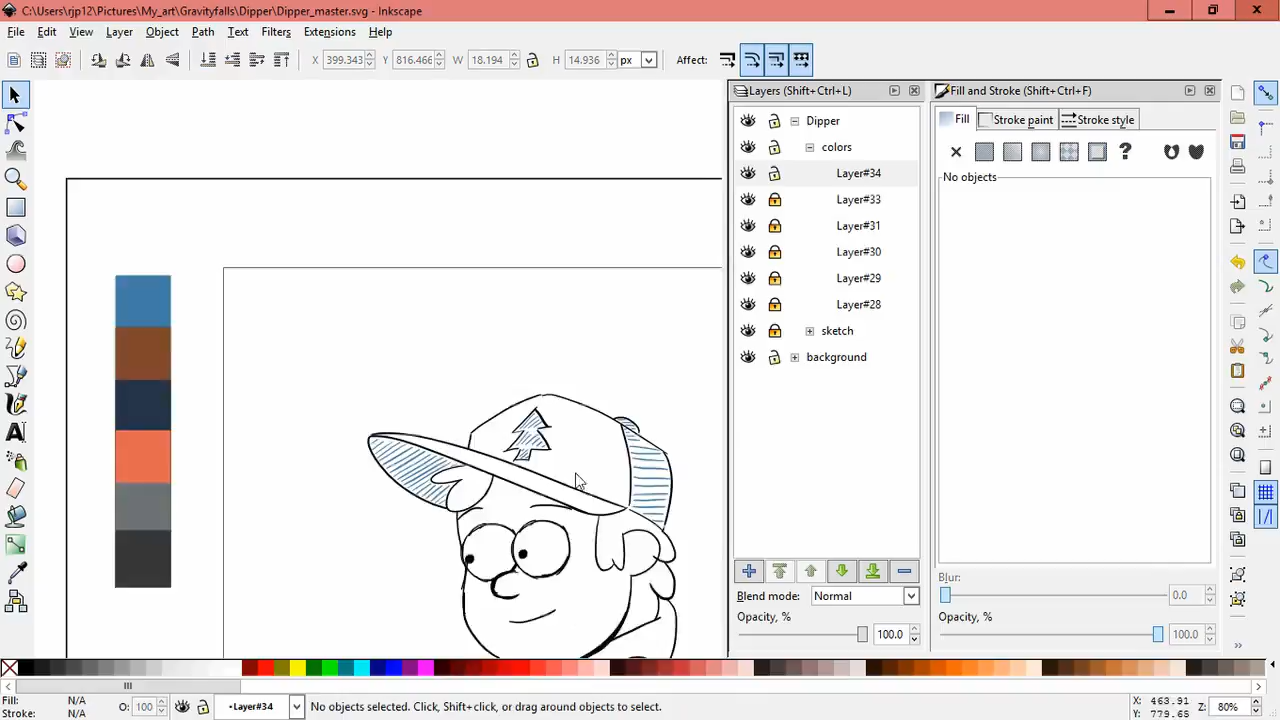 C:\Users\rjp12\Pictures\My_art\Gravityfalls\Dipper\Dipper_master.svg - Inkscape
File Edit View Layer Object Path Text Filters Extensions Help
X 399.343 Y 816.466 W 18.194 H 14.936 px Affect:
Layers (Shift+Ctrl+L)
Dipper
colors
Layer#34
Layer#33
Layer#31
Layer#30
Layer#29
Layer#28
sketch
background
Blend mode: Normal
Opacity, % 100.0
Fill and Stroke (Shift+Ctrl+F)
Fill Stroke paint Stroke style
No objects
Blur:
0.0
Opacity, %
100.0
Fill: N/A
Stroke: N/A
O: 100
•Layer#34
No objects selected. Click, Shift+click, or drag around objects to select.
X: 463.91
Y: 779.65
Z: 80%